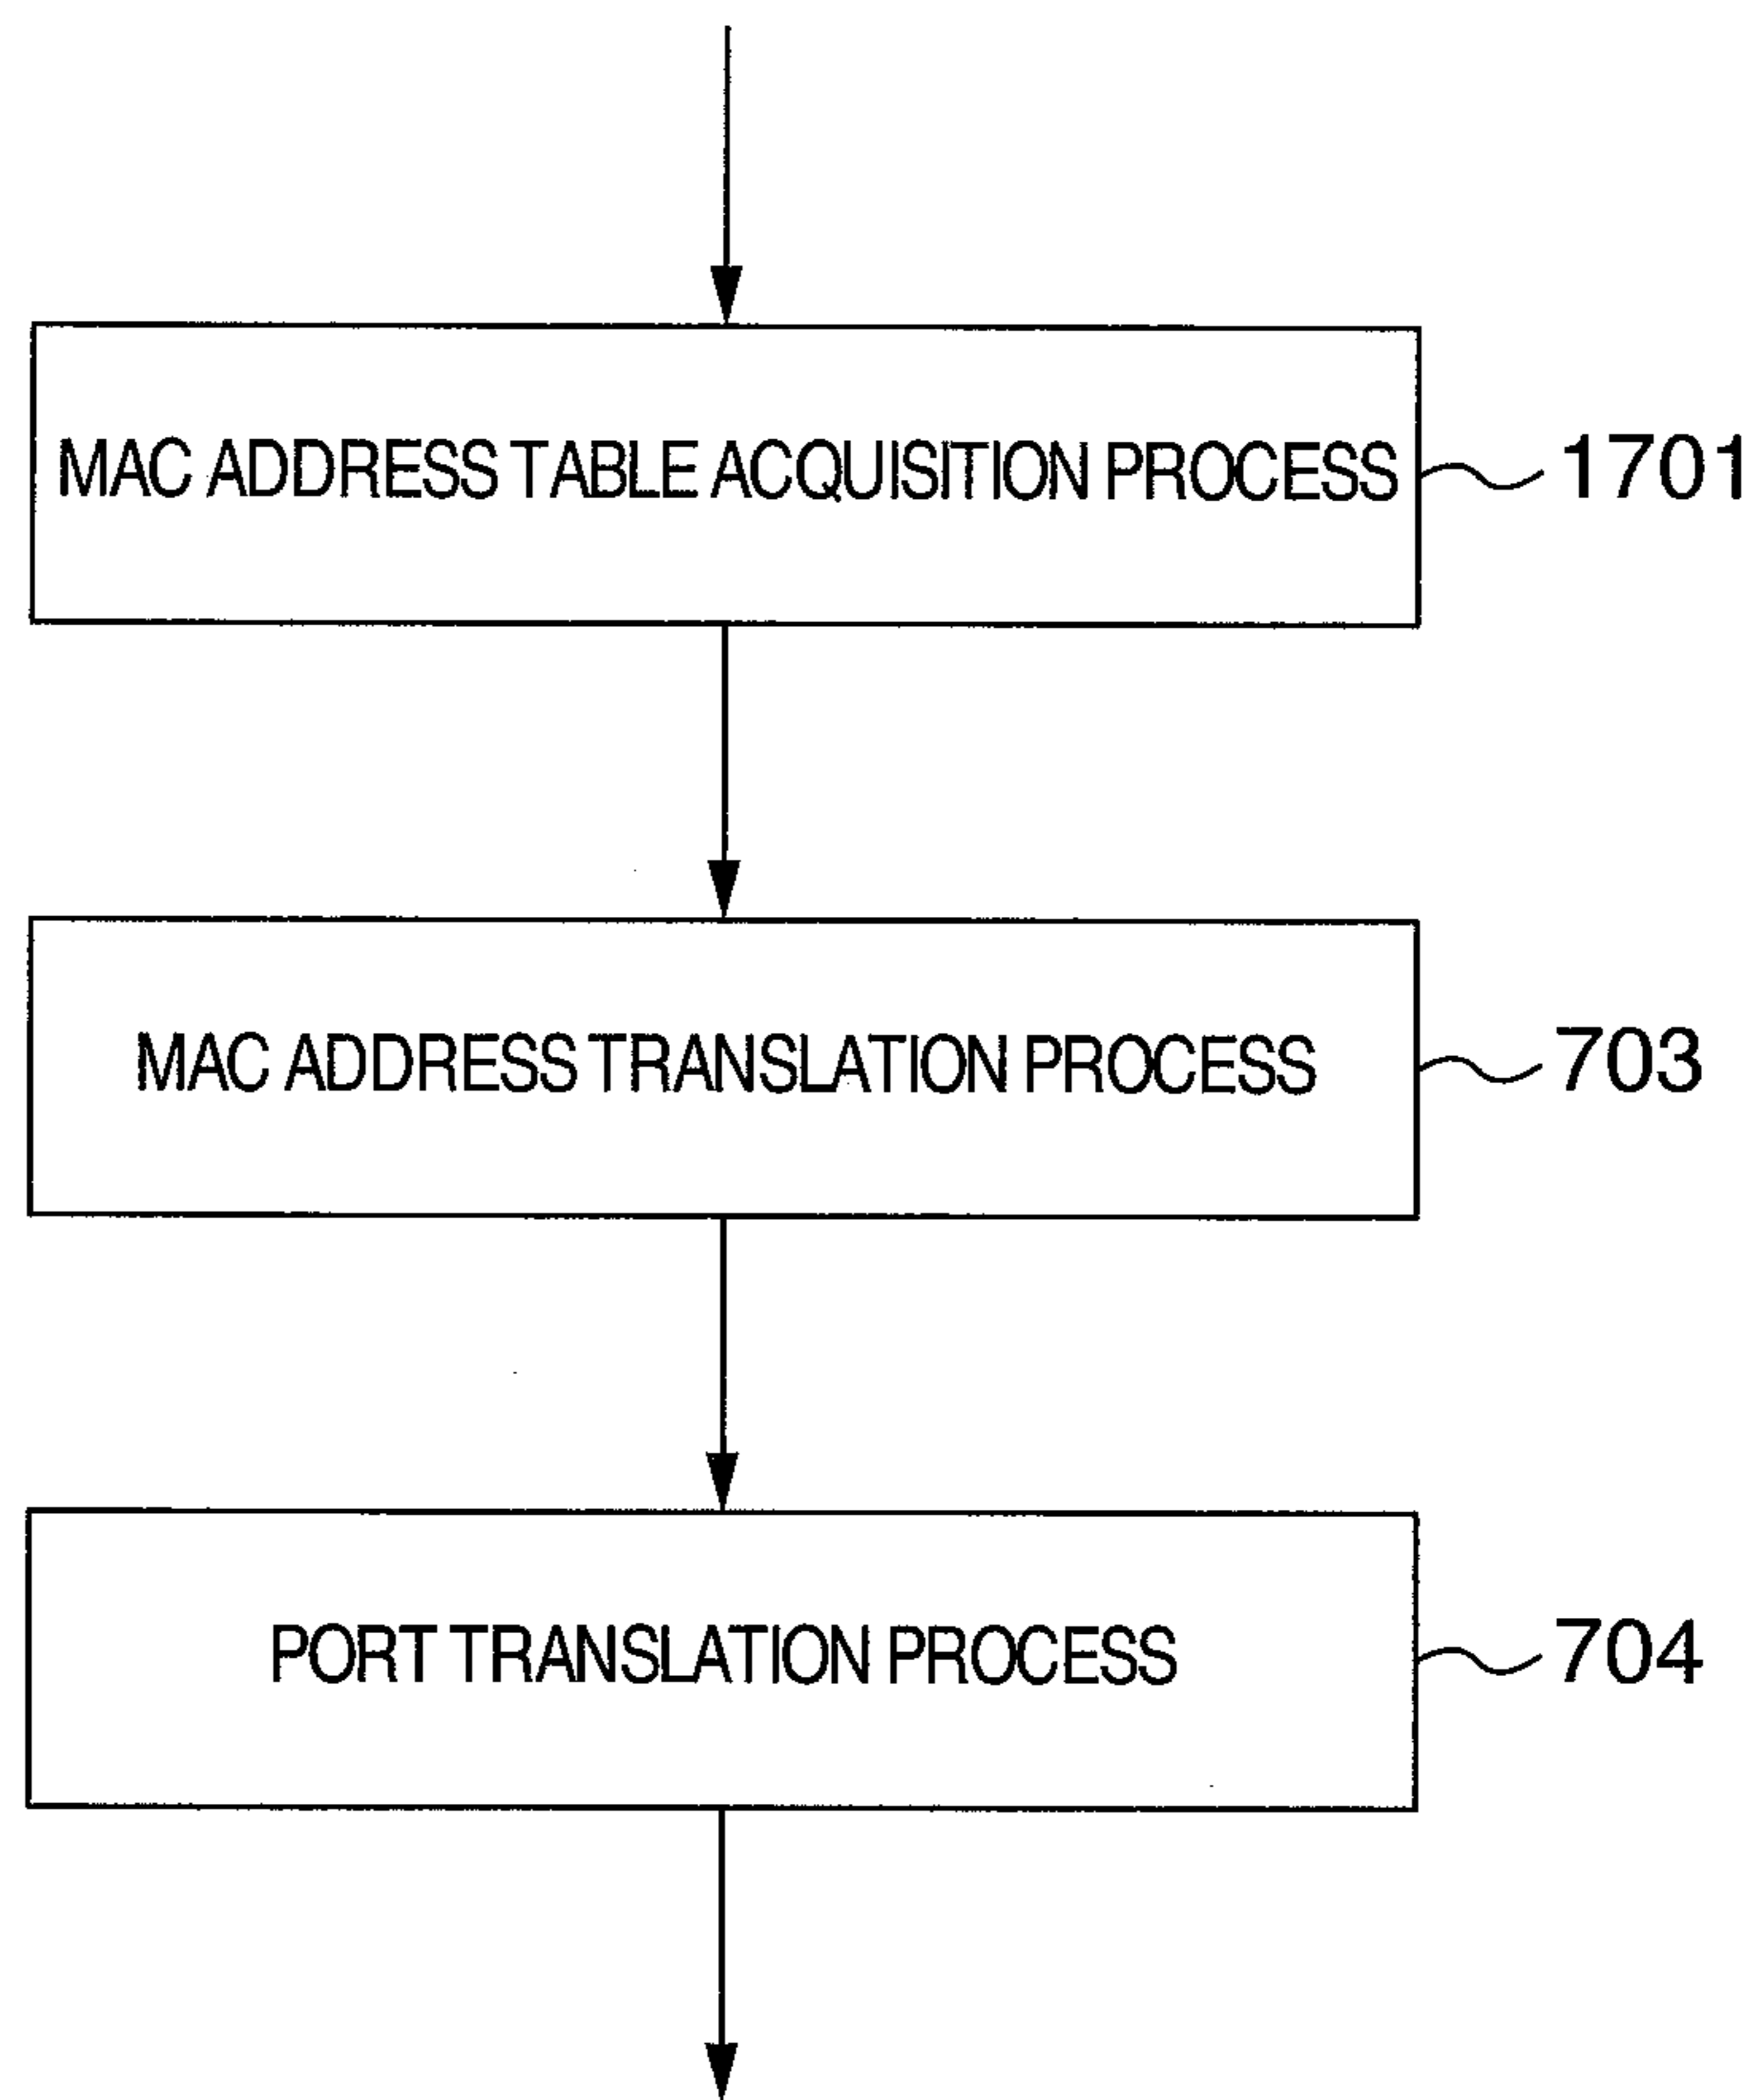 MAC ADDRESS TABLE ACQUISITION PROCESS 1701
MAC ADDRESS TRANSLATION PROCESS 703
PORT TRANSLATION PROCESS 704